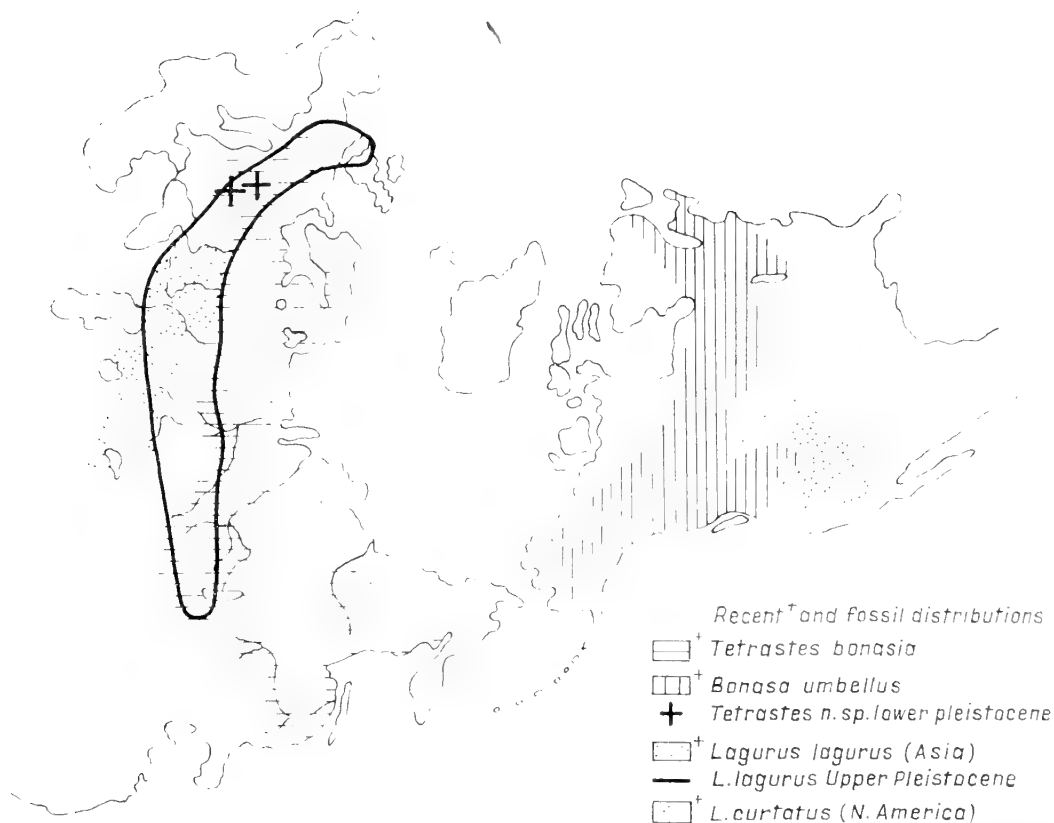 Recent+ and fossil distributions
+ Tetrastes bonasia
+ Bonasa umbellus
+ Tetrastes n. sp. lower pleistocene
+ Lagurus lagurus (Asia)
L. lagurus Upper Pleistocene
+ L. curtatus (N. America)